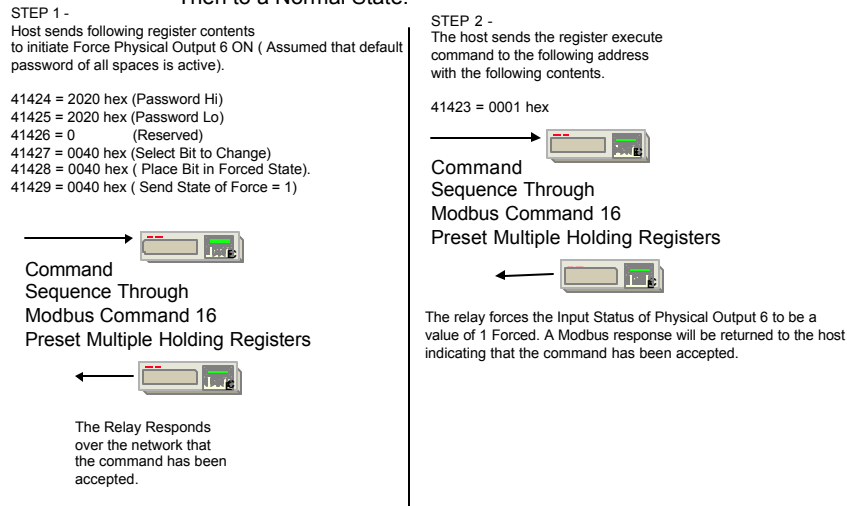 Then to a Normal State.
STEP 1 -
Host sends following register contents
to initiate Force Physical Output 6 ON ( Assumed that default
password of all spaces is active).
41424 = 2020 hex (Password Hi)
41425 = 2020 hex (Password Lo)
41426 = 0 (Reserved)
41427 = 0040 hex (Select Bit to Change)
41428 = 0040 hex ( Place Bit in Forced State).
41429 = 0040 hex ( Send State of Force = 1)
Command
Sequence Through
Modbus Command 16
Preset Multiple Holding Registers
The Relay Responds
over the network that
the command has been
accepted.
STEP 2 -
The host sends the register execute
command to the following address
with the following contents.
41423 = 0001 hex
Command
Sequence Through
Modbus Command 16
Preset Multiple Holding Registers
The relay forces the Input Status of Physical Output 6 to be a
value of 1 Forced. A Modbus response will be returned to the host
indicating that the command has been accepted.